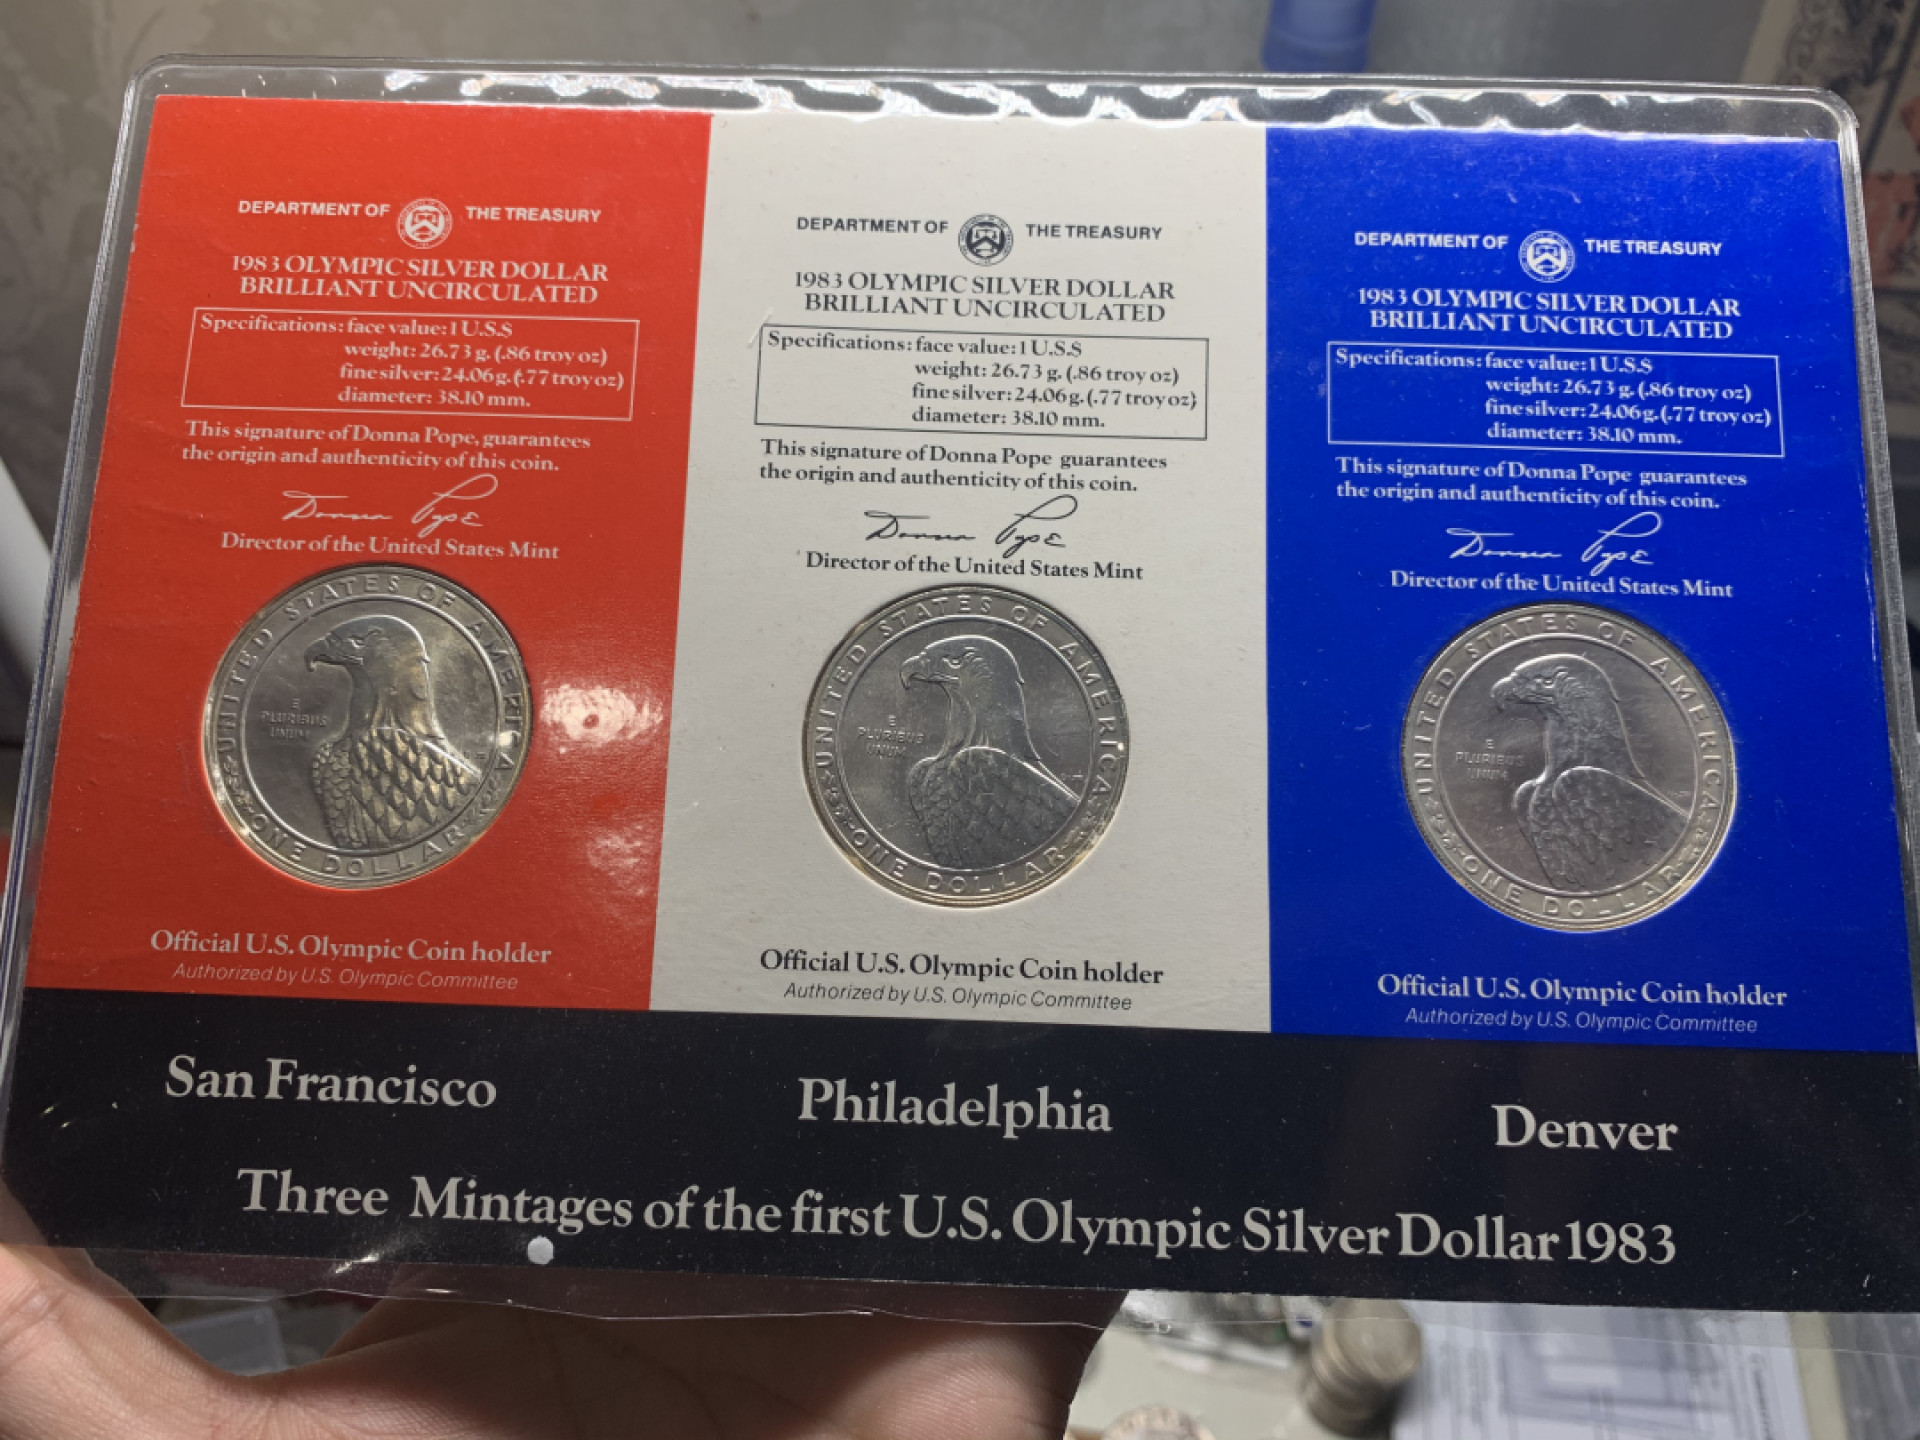 DEPARTMENT OF THE TREASURY
1983 OLYMPIC SILVER DOLLAR
BRILLIANT UNCIRCULATED
Specifications: face value: 1 U.S.$
weight: 26.73 g. (.86 troy oz)
fine silver: 24.06 g. (.77 troy oz)
diameter: 38.10 mm.
This signature of Donna Pope, guarantees
the origin and authenticity of this coin.
Donna Pope
Director of the United States Mint
UNITED STATES OF AMERICA
E
PLURIBUS
UNUM
ONE DOLLAR
Official U.S. Olympic Coin holder
Authorized by U.S. Olympic Committee
DEPARTMENT OF THE TREASURY
1983 OLYMPIC SILVER DOLLAR
BRILLIANT UNCIRCULATED
Specifications: face value: 1 U.S.$
weight: 26.73 g. (.86 troy oz)
fine silver: 24.06 g. (.77 troy oz)
diameter: 38.10 mm.
This signature of Donna Pope guarantees
the origin and authenticity of this coin.
Donna Pope
Director of the United States Mint
UNITED STATES OF AMERICA
E
PLURIBUS
UNUM
ONE DOLLAR
Official U.S. Olympic Coin holder
Authorized by U.S. Olympic Committee
DEPARTMENT OF THE TREASURY
1983 OLYMPIC SILVER DOLLAR
BRILLIANT UNCIRCULATED
Specifications: face value: 1 U.S.$
weight: 26.73 g. (.86 troy oz)
fine silver: 24.06 g. (.77 troy oz)
diameter: 38.10 mm.
This signature of Donna Pope guarantees
the origin and authenticity of this coin.
Donna Pope
Director of the United States Mint
UNITED STATES OF AMERICA
E
PLURIBUS
UNUM
ONE DOLLAR
Official U.S. Olympic Coin holder
Authorized by U.S. Olympic Committee
San Francisco
Philadelphia
Denver
Three Mintages of the first U.S. Olympic Silver Dollar 1983